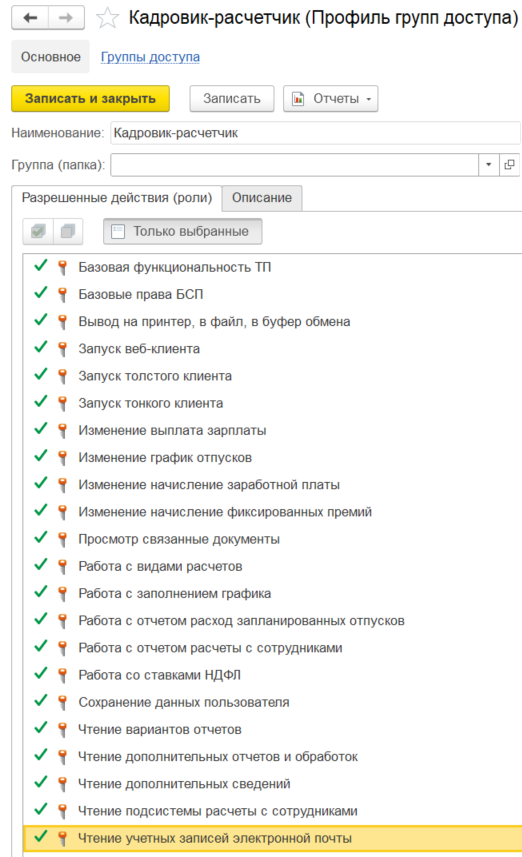 Кадровик-расчетчик (Профиль групп доступа)
Основное Группы доступа
Записать и закрыть Записать Отчеты
Наименование: Кадровик-расчетчик
Группа (папка):
Разрешенные действия (роли) Описание
Только выбранные
Базовая функциональность ТП
Базовые права БСП
Вывод на принтер, в файл, в буфер обмена
Запуск веб-клиента
Запуск толстого клиента
Запуск тонкого клиента
Изменение выплата зарплаты
Изменение график отпусков
Изменение начисление заработной платы
Изменение начисление фиксированных премий
Просмотр связанные документы
Работа с видами расчетов
Работа с заполнением графика
Работа с отчетом расход запланированных отпусков
Работа с отчетом расчеты с сотрудниками
Работа со ставками НДФЛ
Сохранение данных пользователя
Чтение вариантов отчетов
Чтение дополнительных отчетов и обработок
Чтение дополнительных сведений
Чтение подсистемы расчеты с сотрудниками
Чтение учетных записей электронной почты